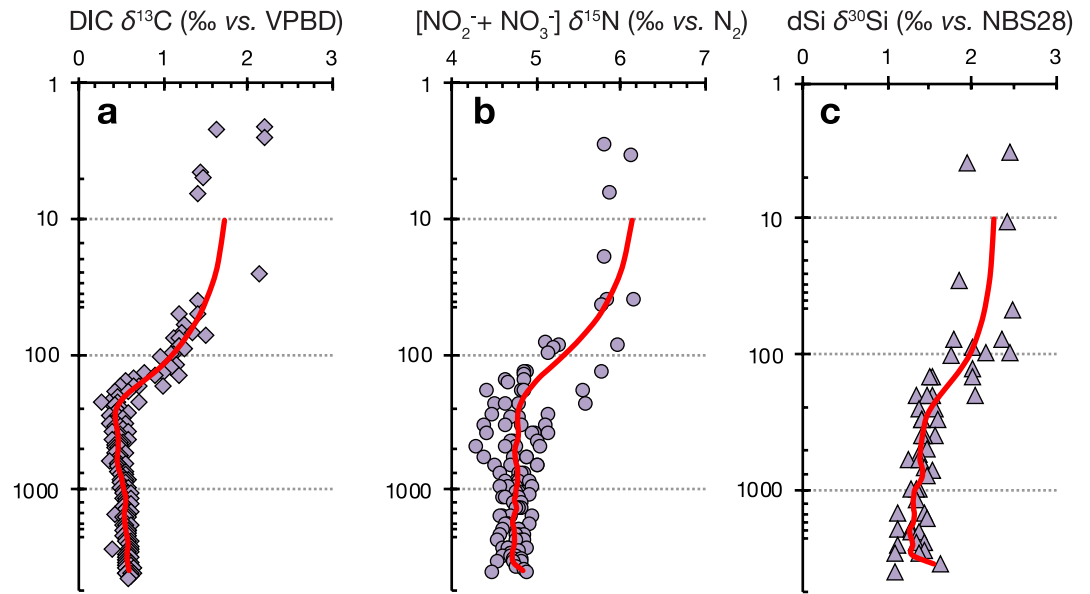 DIC δ¹³C (‰ vs. VPBD)
[NO₂⁻+ NO₃⁻] δ¹⁵N (‰ vs. N₂)
dSi δ³⁰Si (‰ vs. NBS28)
0 1 2 3
4 5 6 7
0 1 2 3
1 1 1
a b c
10 10 10
100 100 100
1000 1000 1000